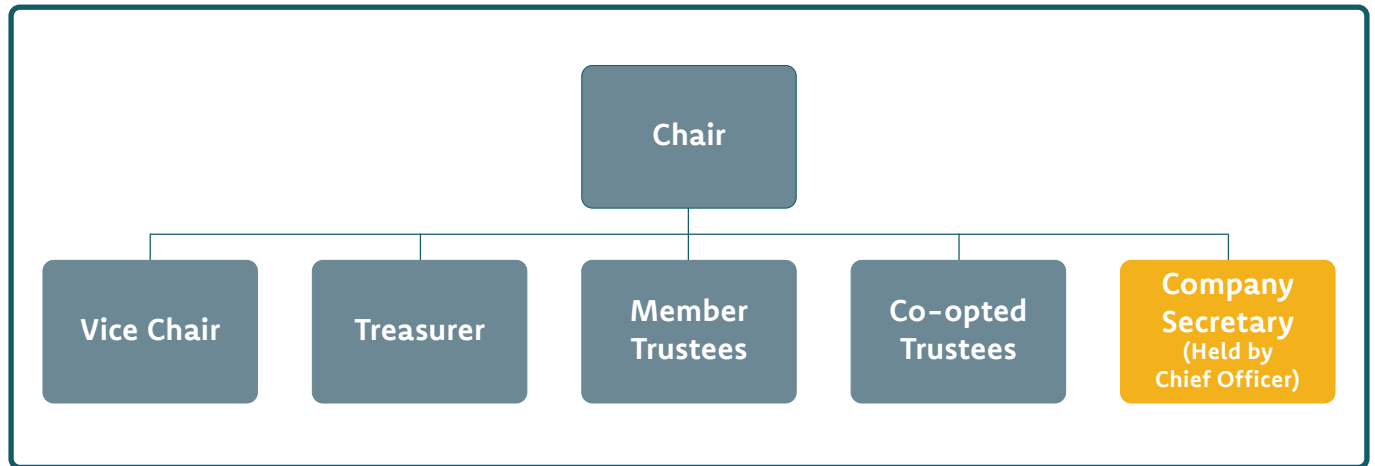 Chair
Vice Chair
Treasurer
Member
Trustees
Co-opted
Trustees
Company
Secretary
(Held by
Chief Officer)